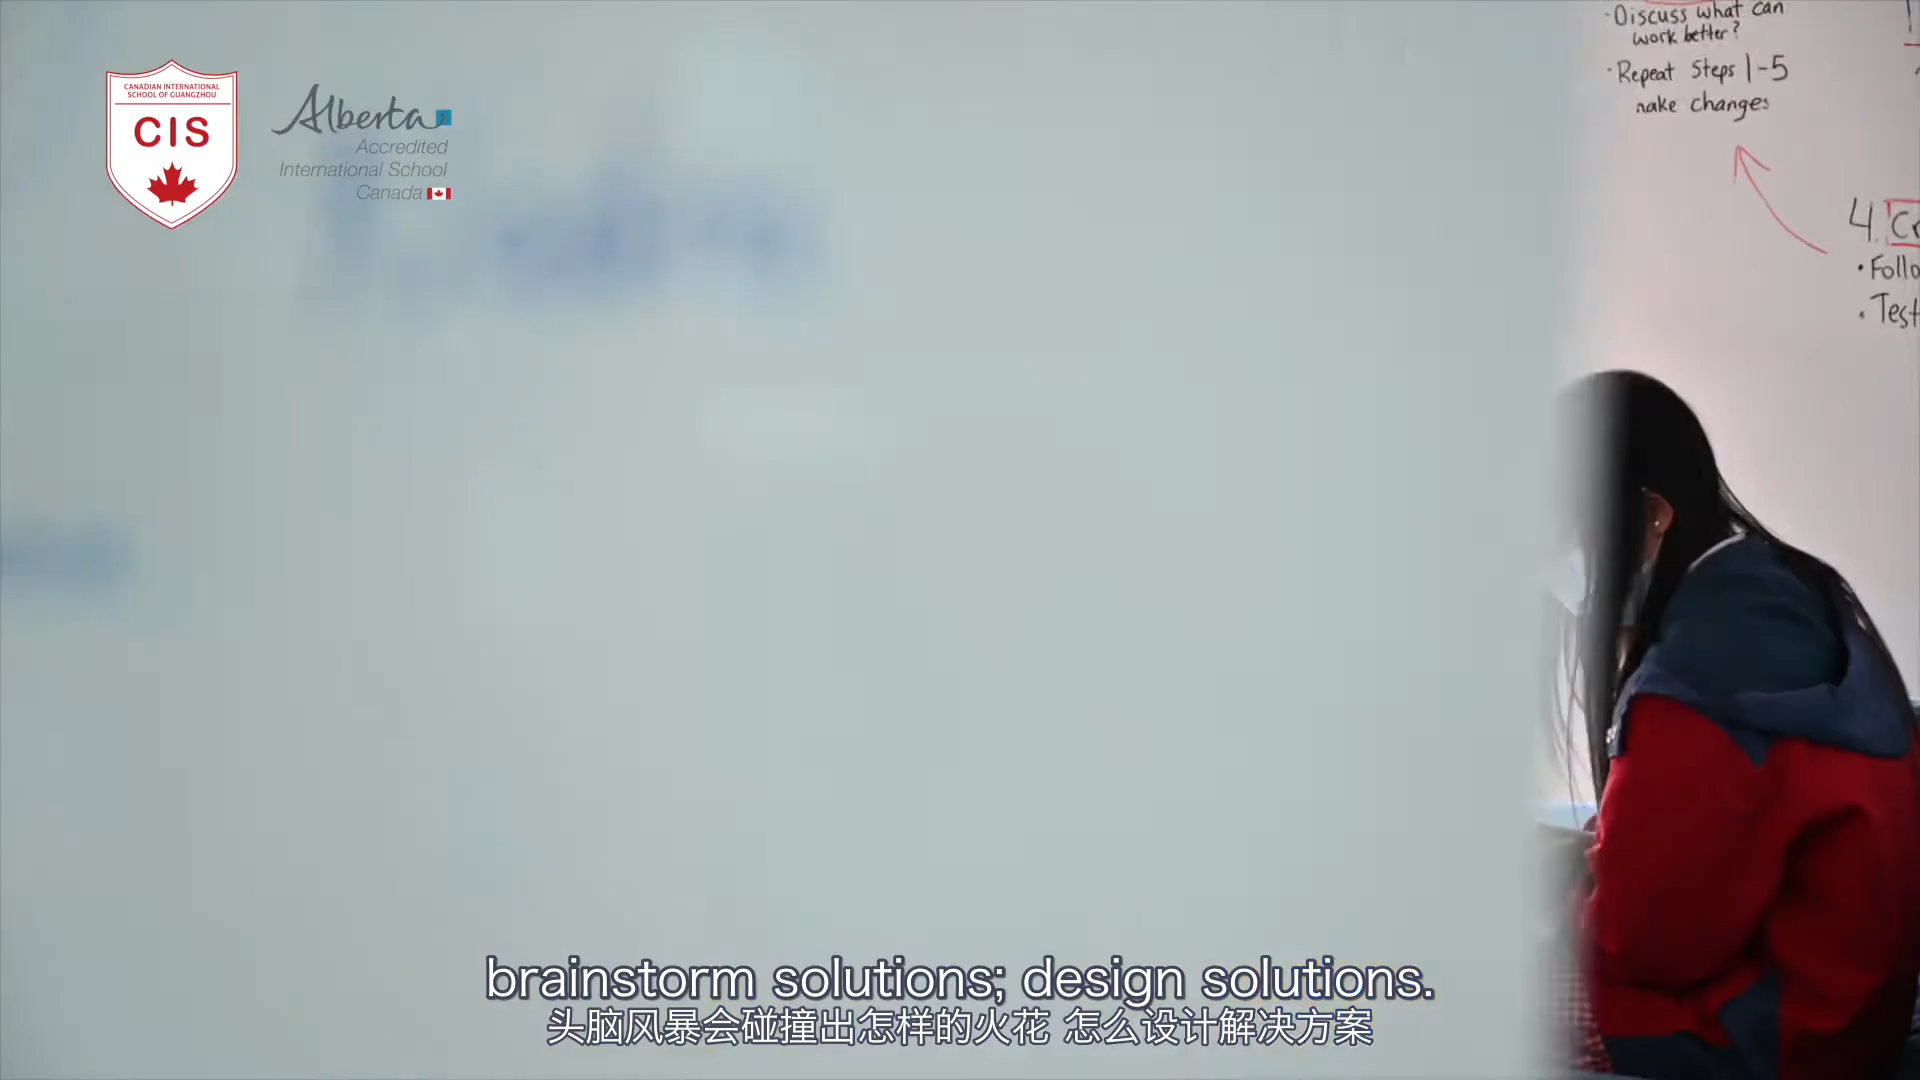 CANADIAN INTERNATIONAL
SCHOOL OF GUANGZHOU
CIS
Alberta
Accredited
International School
Canada
· Discuss what can
work better?
· Repeat Steps 1-5
make changes
4.
· Test
brainstorm solutions; design solutions.
头脑风暴会碰撞出怎样的火花 怎么设计解决方案